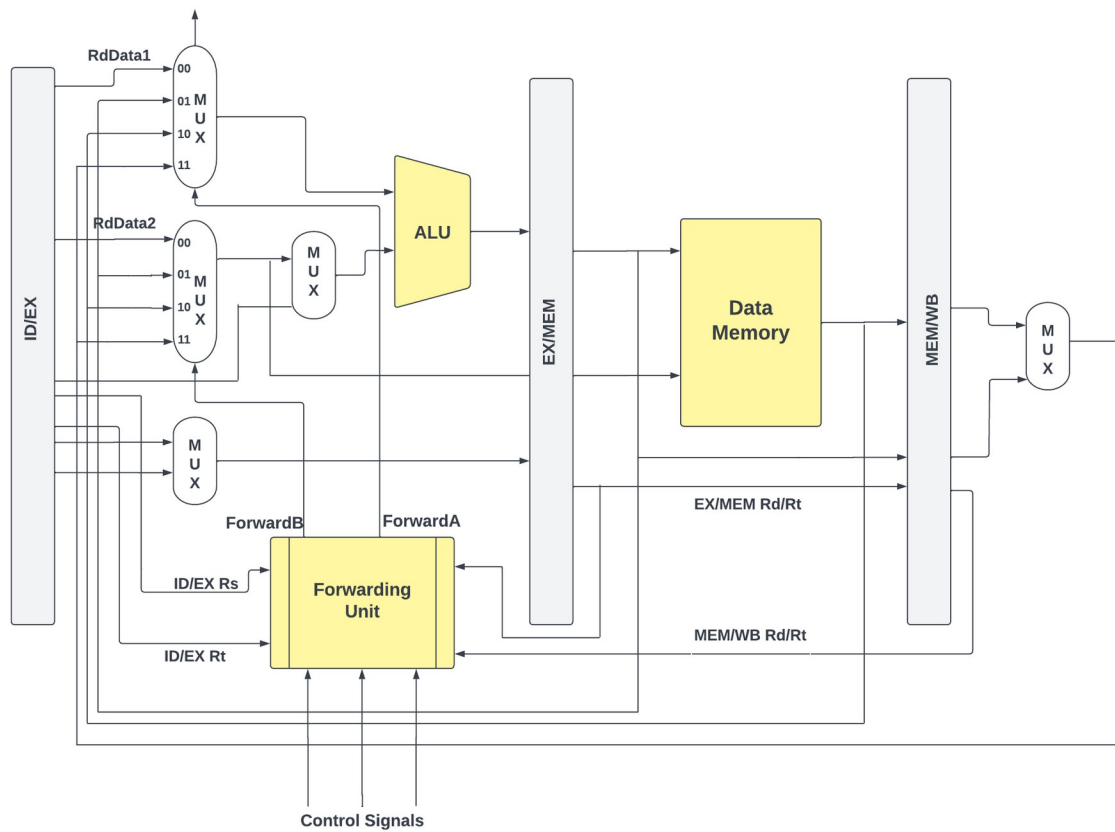 RdData1
00
01
10
11
M
U
X
RdData2
00
01
10
11
M
U
X
M
U
X
ALU
ID/EX
EX/MEM
Data
Memory
MEM/WB
M
U
X
M
U
X
EX/MEM Rd/Rt
ForwardB
ForwardA
ID/EX Rs
Forwarding
Unit
ID/EX Rt
MEM/WB Rd/Rt
Control Signals